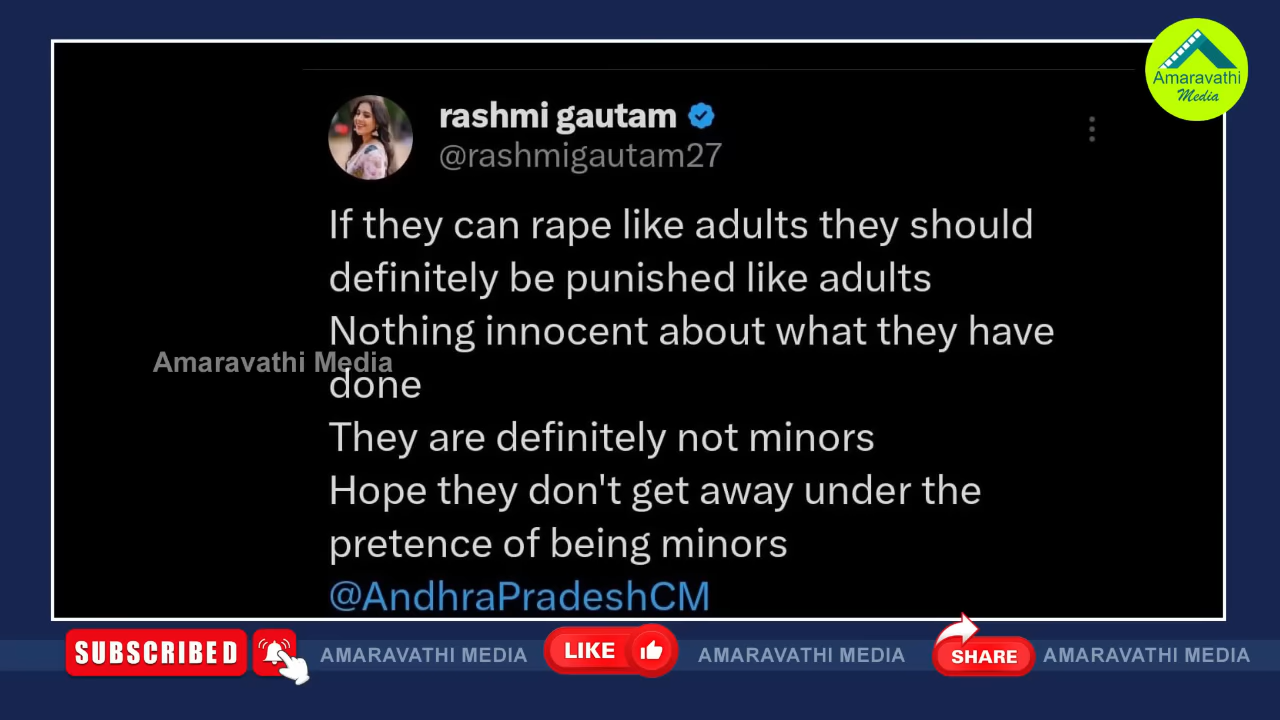 Amaravathi
Media
rashmi gautam
@rashmigautam27
If they can rape like adults they should
definitely be punished like adults
Nothing innocent about what they have
done
Amaravathi Media
They are definitely not minors
Hope they don't get away under the
pretence of being minors
@AndhraPradeshCM
SUBSCRIBED AMARAVATHI MEDIA LIKE AMARAVATHI MEDIA SHARE AMARAVATHI MEDIA